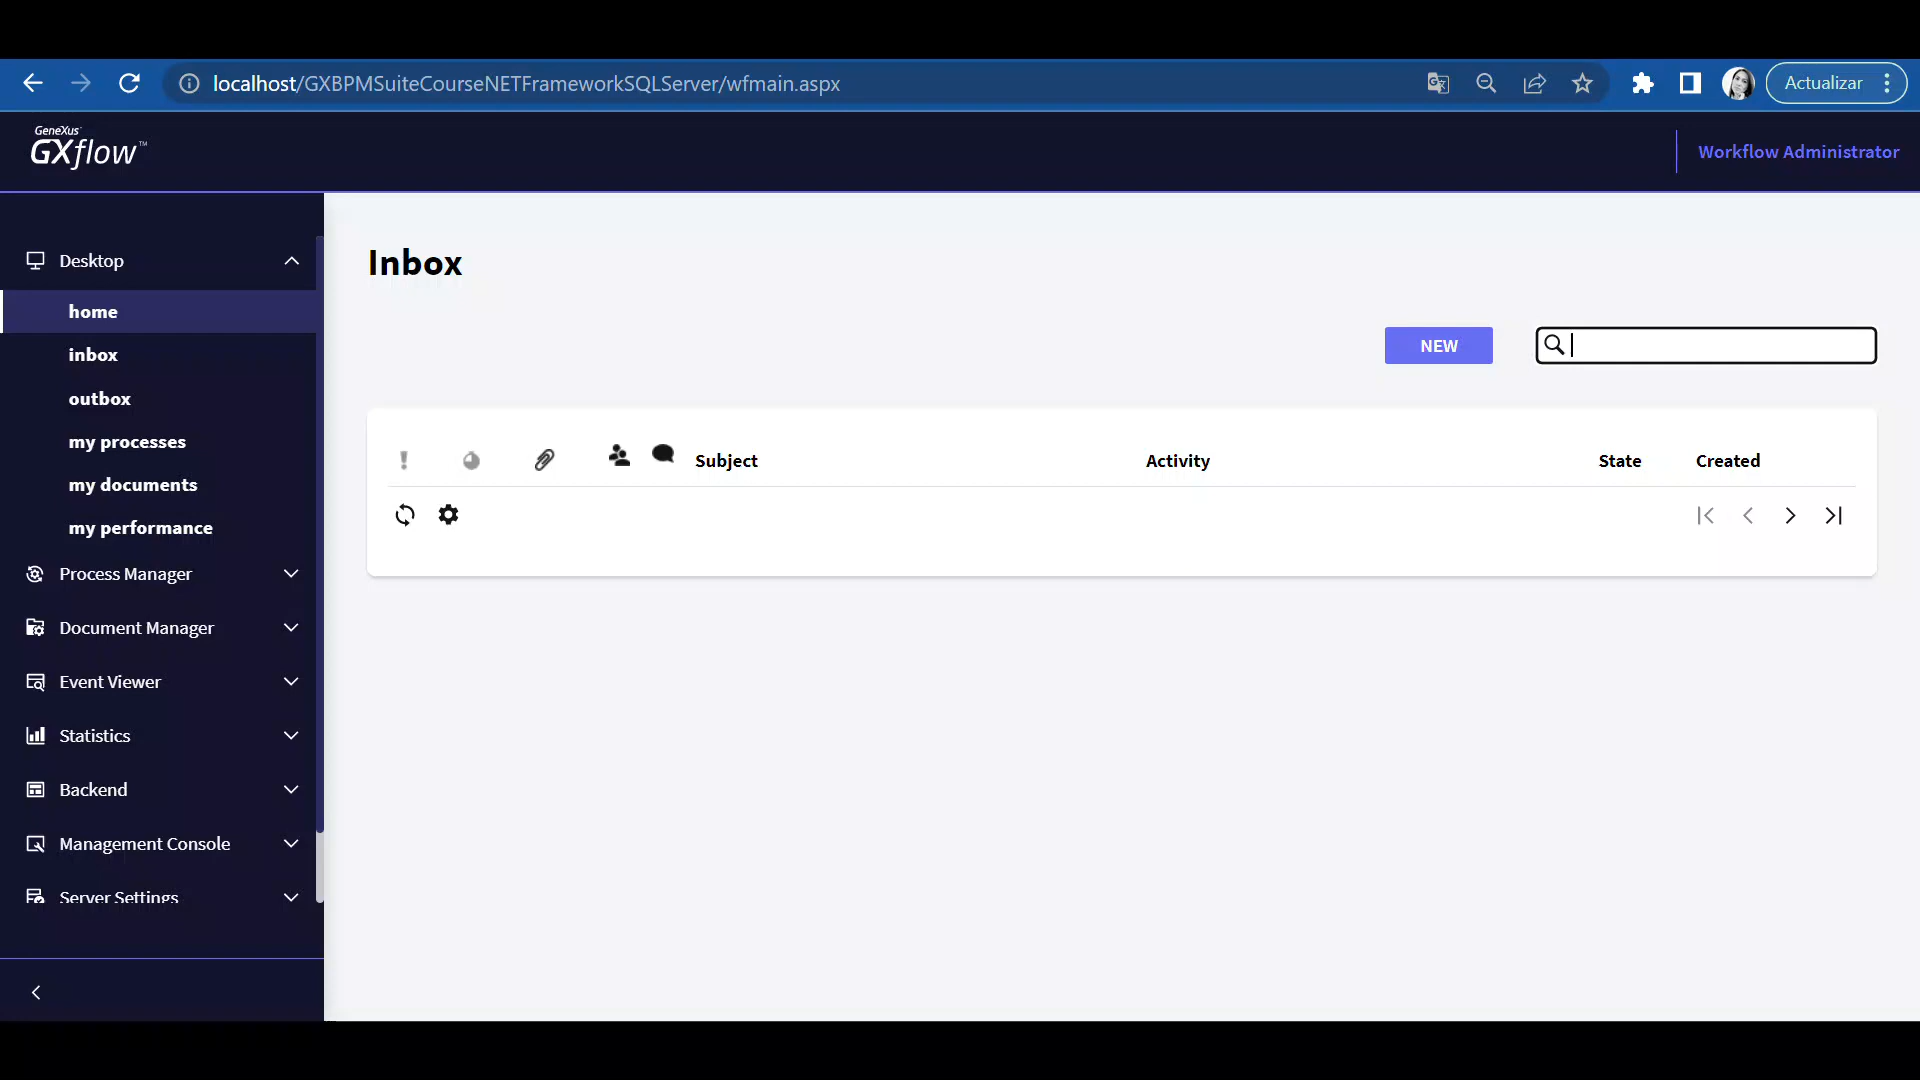 localhost/GXBPMSuiteCourseNETFrameworkSQLServer/wfmain.aspx
Actualizar
GeneXus
GXflow™
Workflow Administrator
Desktop
home
inbox
outbox
my processes
my documents
my performance
Process Manager
Document Manager
Event Viewer
Statistics
Backend
Management Console
Server Settings
Inbox
NEW
Subject Activity State Created